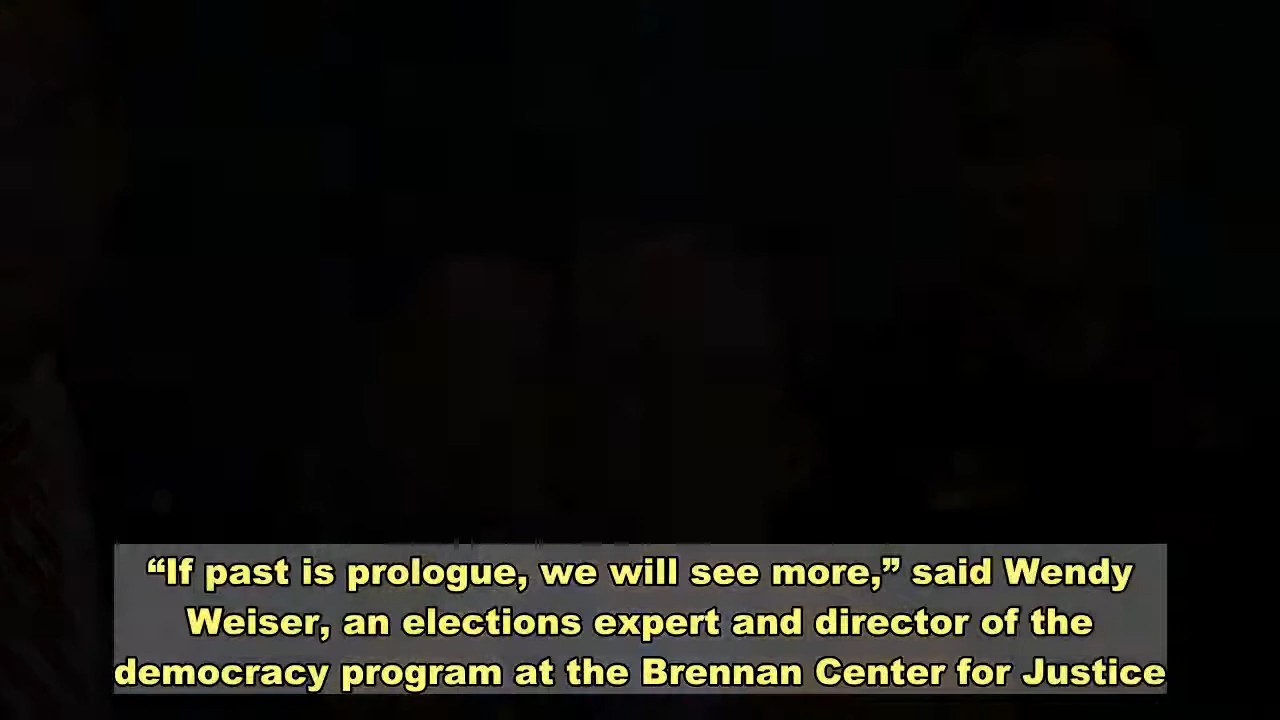 “If past is prologue, we will see more,” said Wendy
Weiser, an elections expert and director of the
democracy program at the Brennan Center for Justice